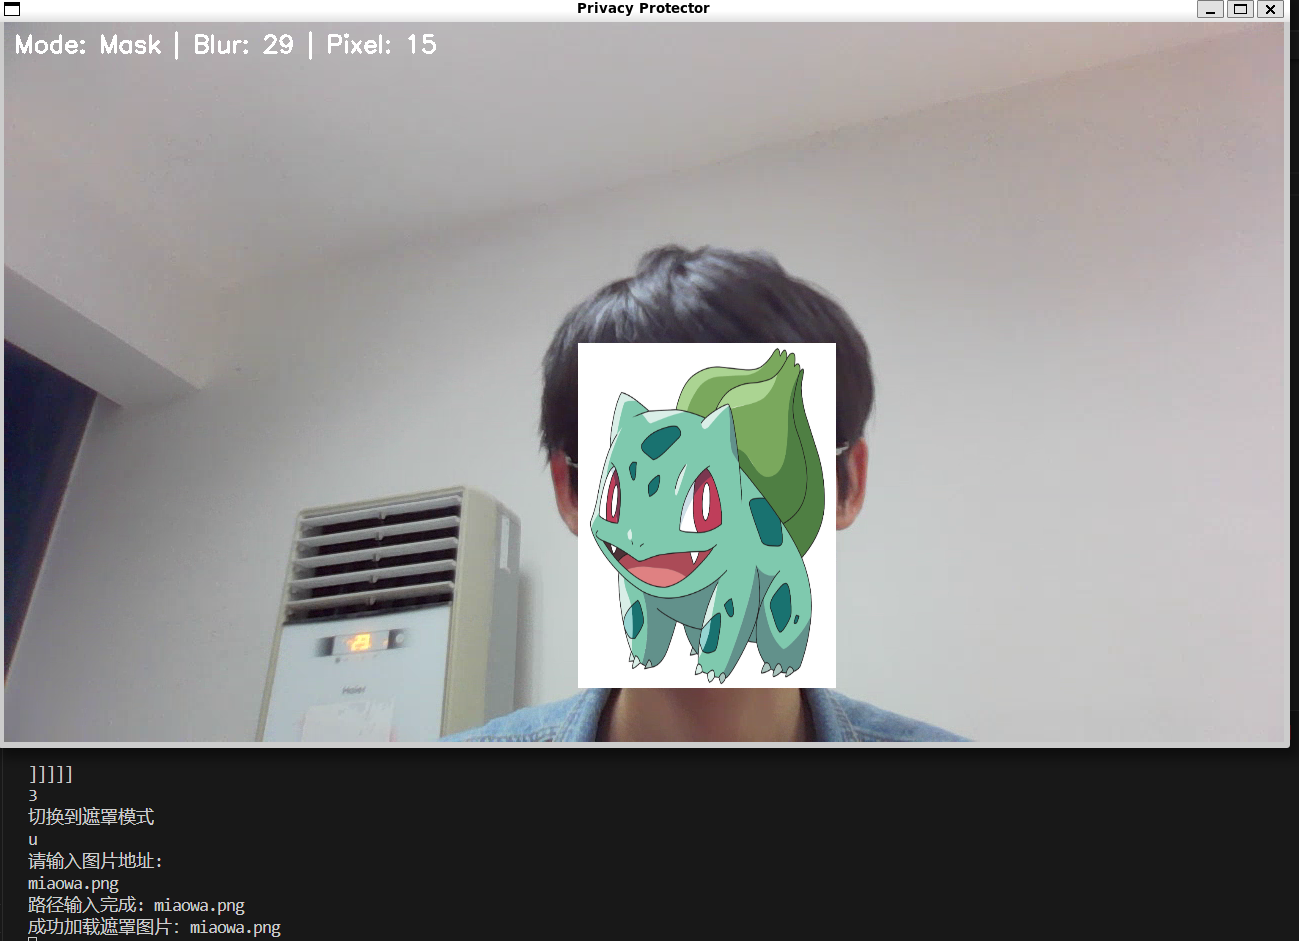 Privacy Protector
Mode: Mask | Blur: 29 | Pixel: 15
Haier
]]]]]
3
切换到遮罩模式
u
请输入图片地址:
miaowa.png
路径输入完成: miaowa.png
成功加载遮罩图片: miaowa.png